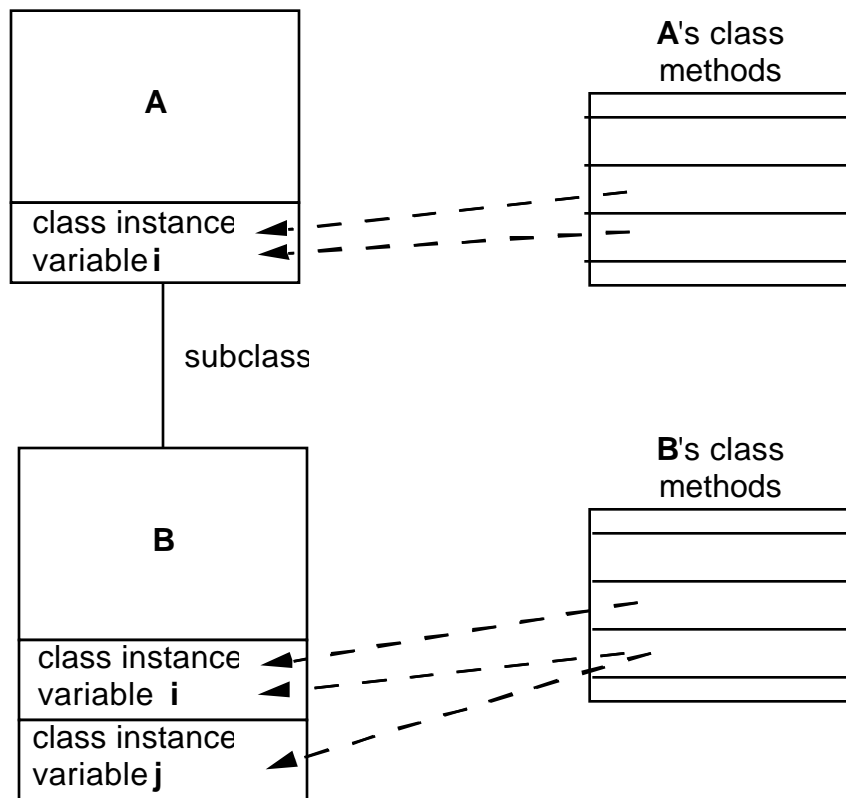 A
A's class
methods
class instance
variable i
subclass
B
B's class
methods
class instance
variable i
class instance
variable j